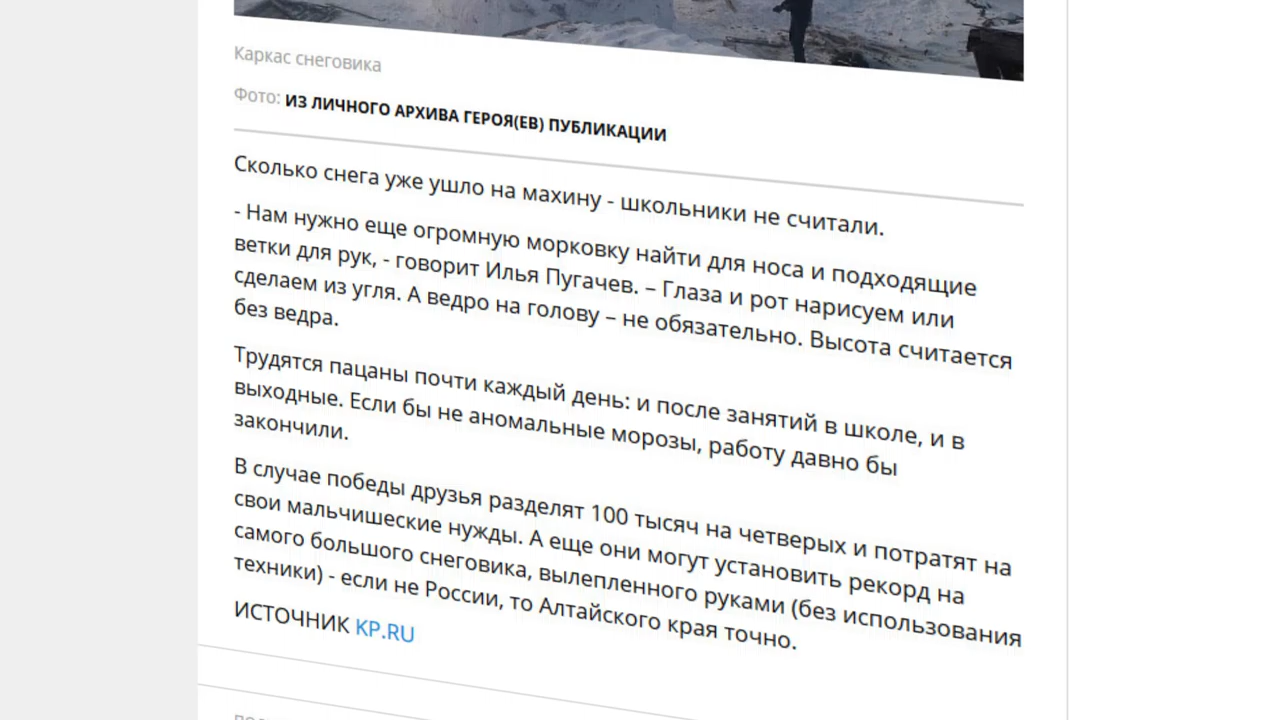 Каркас снеговика
Фото: ИЗ ЛИЧНОГО АРХИВА ГЕРОЯ(ЕВ) ПУБЛИКАЦИИ
Сколько снега уже ушло на махину - школьники не считали.
- Нам нужно еще огромную морковку найти для носа и подходящие
ветки для рук, - говорит Илья Пугачев. – Глаза и рот нарисуем или
сделаем из угля. А ведро на голову – не обязательно. Высота считается
без ведра.
Трудятся пацаны почти каждый день: и после занятий в школе, и в
выходные. Если бы не аномальные морозы, работу давно бы
закончили.
В случае победы друзья разделят 100 тысяч на четверых и потратят на
свои мальчишеские нужды. А еще они могут установить рекорд на
самого большого снеговика, вылепленного руками (без использования
техники) - если не России, то Алтайского края точно.
ИСТОЧНИК KP.RU